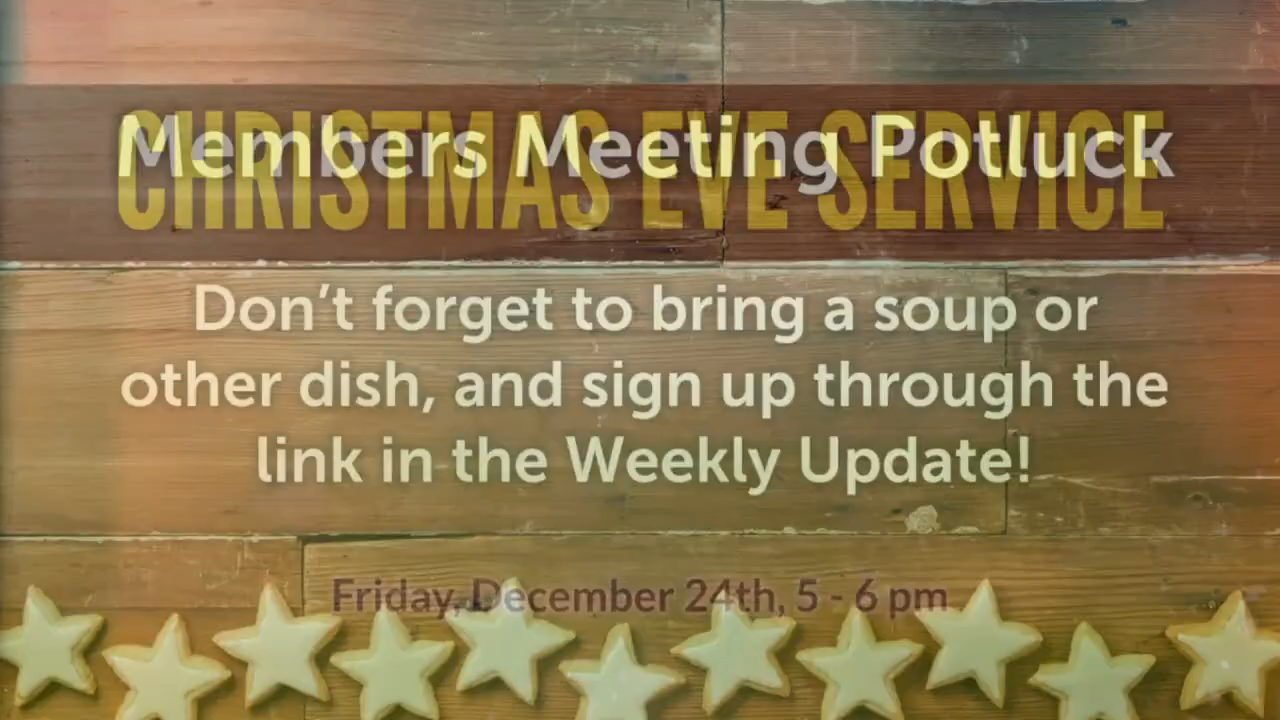 Members Meeting Potluck
CHRISTMAS EVE SERVICE
Don’t forget to bring a soup or
other dish, and sign up through the
link in the Weekly Update!
Friday, December 24th, 5 - 6 pm